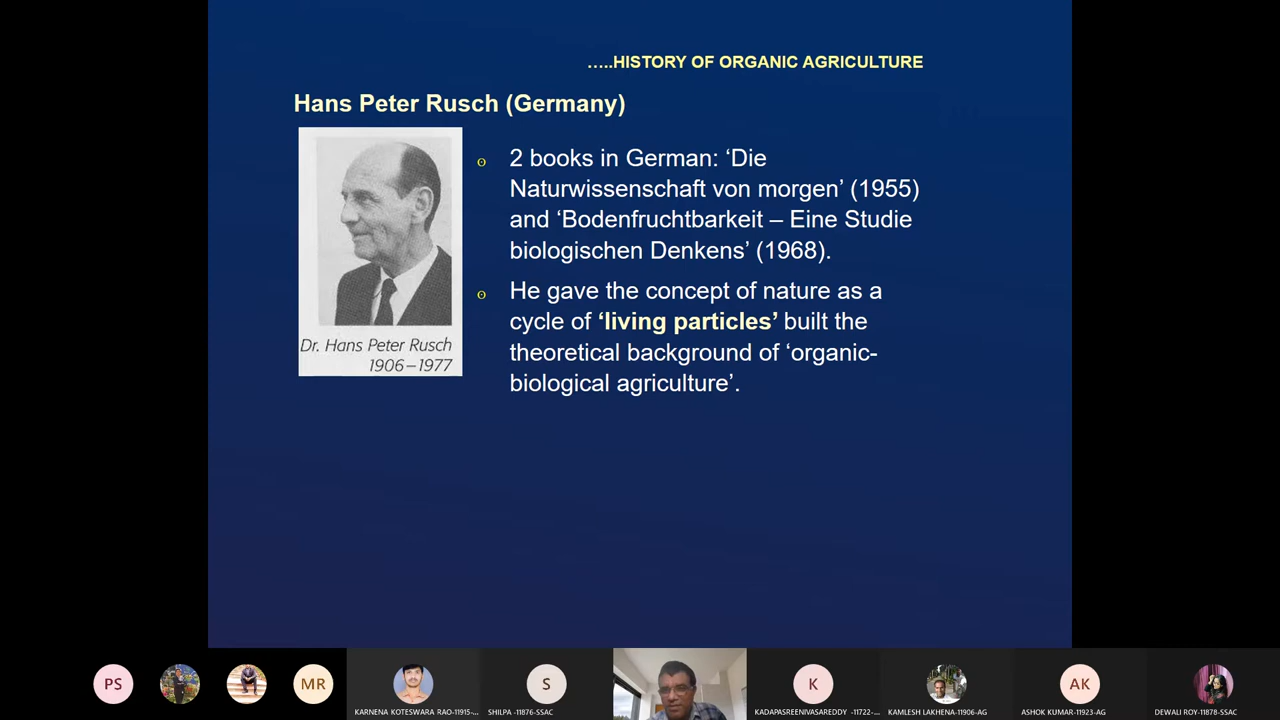 …..HISTORY OF ORGANIC AGRICULTURE
Hans Peter Rusch (Germany)
2 books in German: ‘Die
Naturwissenschaft von morgen’ (1955)
and ‘Bodenfruchtbarkeit – Eine Studie
biologischen Denkens’ (1968).
He gave the concept of nature as a
cycle of ‘living particles’ built the
theoretical background of ‘organic-
biological agriculture’.
Dr. Hans Peter Rusch
1906–1977
PS
MR
S
K
AK
KARNENA KOTESWARA RAO-11915-...
SHILPA -11876-SSAC
KADAPASREENIVASAREDDY -11722-...
KAMLESH LAKHENA-11906-AG
ASHOK KUMAR-11923-AG
DEWALI ROY-11878-SSAC